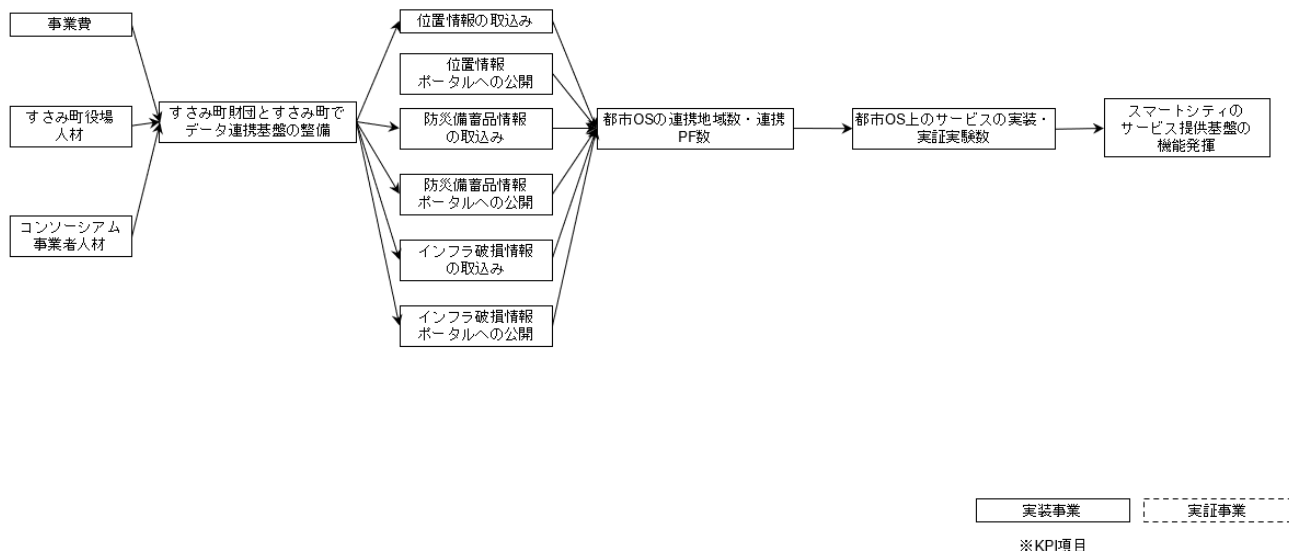 事業費
すさみ町役場
人材
コンソーシアム
事業者人材
すさみ町財団とすさみ町で
データ連携基盤の整備
位置情報の取込み
位置情報
ポータルへの公開
防災備蓄品情報
の取込み
防災備蓄品情報
ポータルへの公開
インフラ破損情報
の取込み
インフラ破損情報
ポータルへの公開
都市OSの連携地域数・連携
PF数
都市OS上のサービスの実装・
実証実験数
スマートシティの
サービス提供基盤の
機能発揮
実装事業
実証事業
※KPI項目